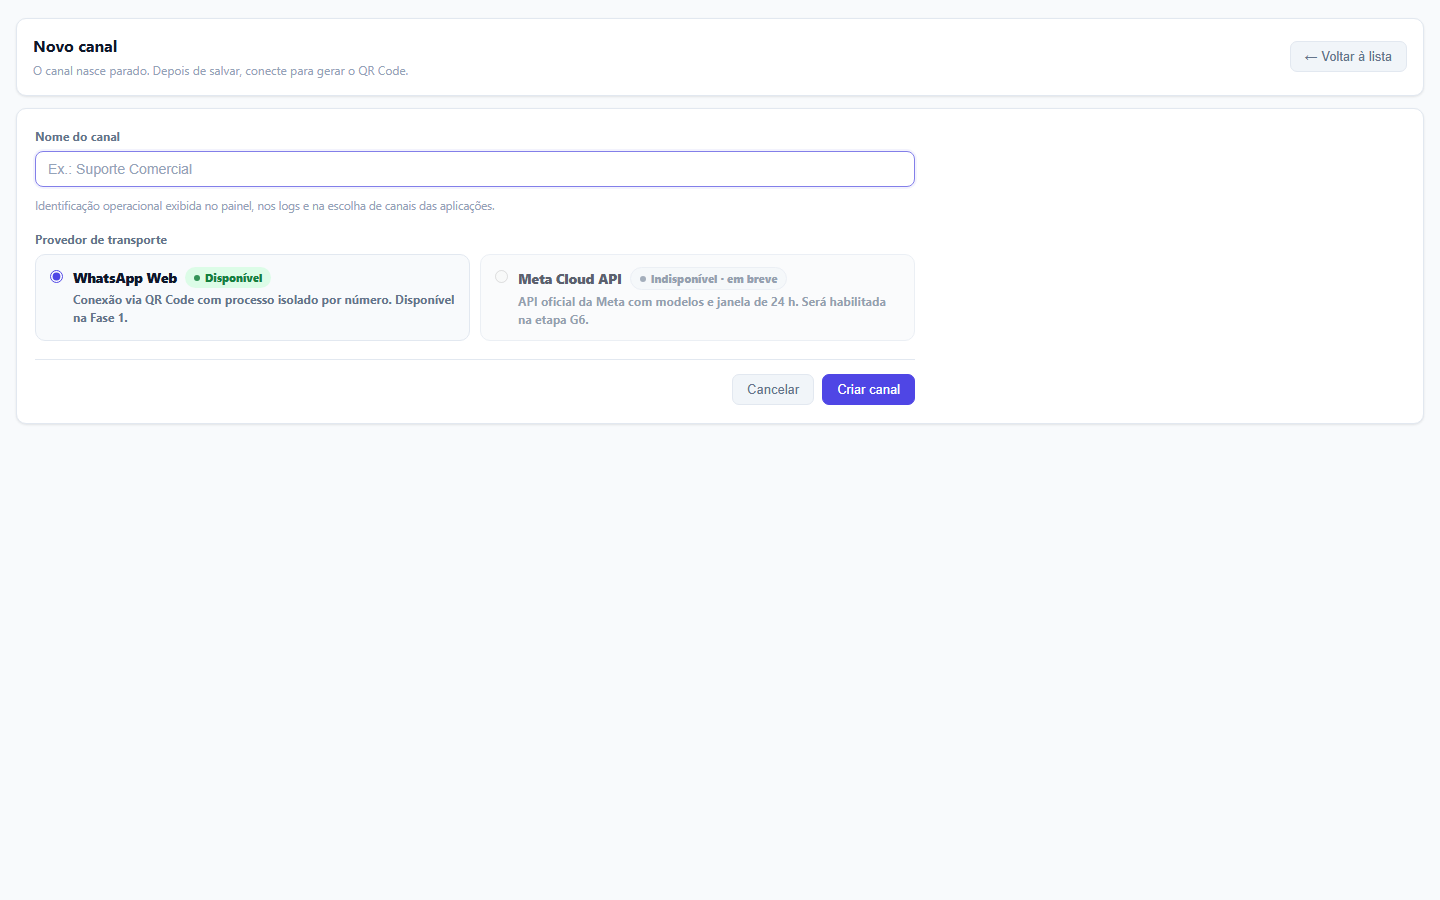 Novo canal
O canal nasce parado. Depois de salvar, conecte para gerar o QR Code.
← Voltar à lista
Nome do canal
Ex.: Suporte Comercial
Identificação operacional exibida no painel, nos logs e na escolha de canais das aplicações.
Provedor de transporte
WhatsApp Web
Disponível
Conexão via QR Code com processo isolado por número. Disponível
na Fase 1.
Meta Cloud API
Indisponível · em breve
API oficial da Meta com modelos e janela de 24 h. Será habilitada
na etapa G6.
Cancelar
Criar canal